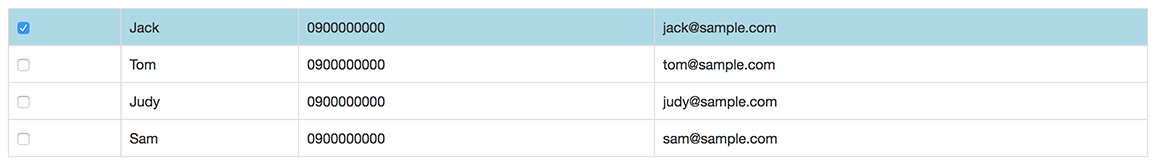 Jack 0900000000 jack@sample.com
Tom 0900000000 tom@sample.com
Judy 0900000000 judy@sample.com
Sam 0900000000 sam@sample.com